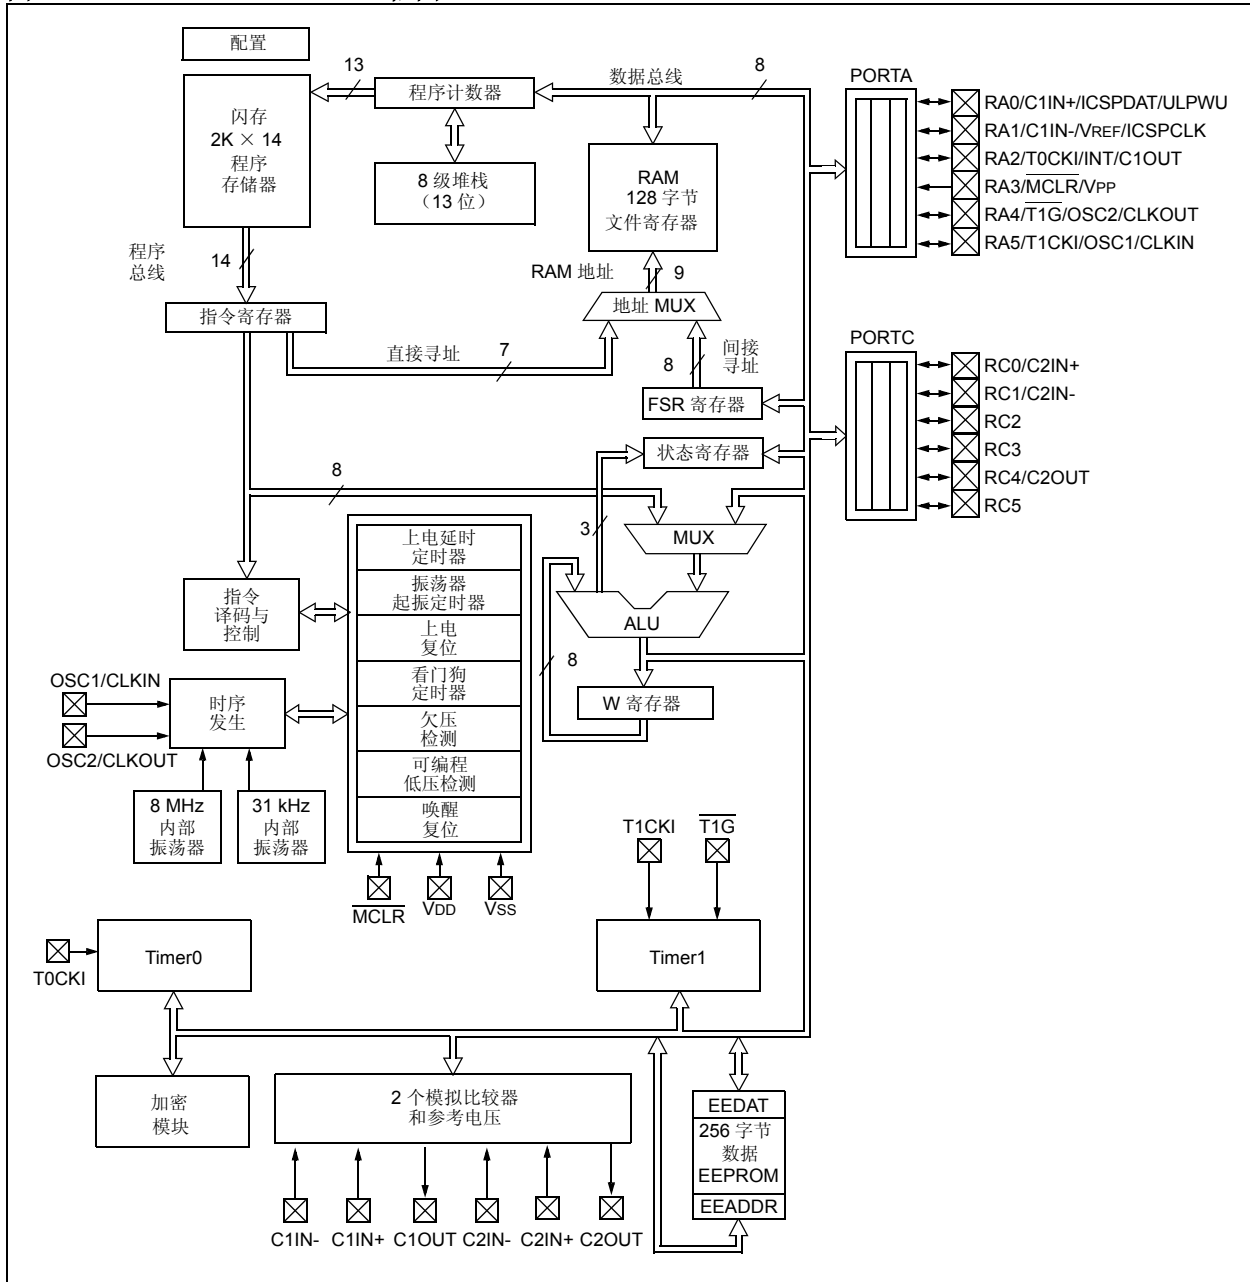 配置
闪存
2K × 14
程序
存储器
13
程序计数器
数据总线
8
8 级堆栈
（13 位）
RAM
128 字节
文件寄存器
程序
总线
14
RAM 地址
9
指令寄存器
地址 MUX
直接寻址
7
8
间接
寻址
FSR 寄存器
状态寄存器
8
3
MUX
ALU
8
W 寄存器
PORTA
RA0/C1IN+/ICSPDAT/ULPWU
RA1/C1IN-/VREF/ICSPCLK
RA2/T0CKI/INT/C1OUT
RA3/MCLR/VPP
RA4/T1G/OSC2/CLKOUT
RA5/T1CKI/OSC1/CLKIN
PORTC
RC0/C2IN+
RC1/C2IN-
RC2
RC3
RC4/C2OUT
RC5
指令
译码与
控制
上电延时
定时器
振荡器
起振定时器
上电
复位
看门狗
定时器
欠压
检测
可编程
低压检测
唤醒
复位
OSC1/CLKIN
OSC2/CLKOUT
时序
发生
8 MHz
内部
振荡器
31 kHz
内部
振荡器
MCLR
VDD
VSS
T1CKI
T1G
T0CKI
Timer0
Timer1
加密
模块
2 个模拟比较器
和参考电压
C1IN-
C1IN+
C1OUT
C2IN-
C2IN+
C2OUT
EEDAT
256 字节
数据
EEPROM
EEADDR